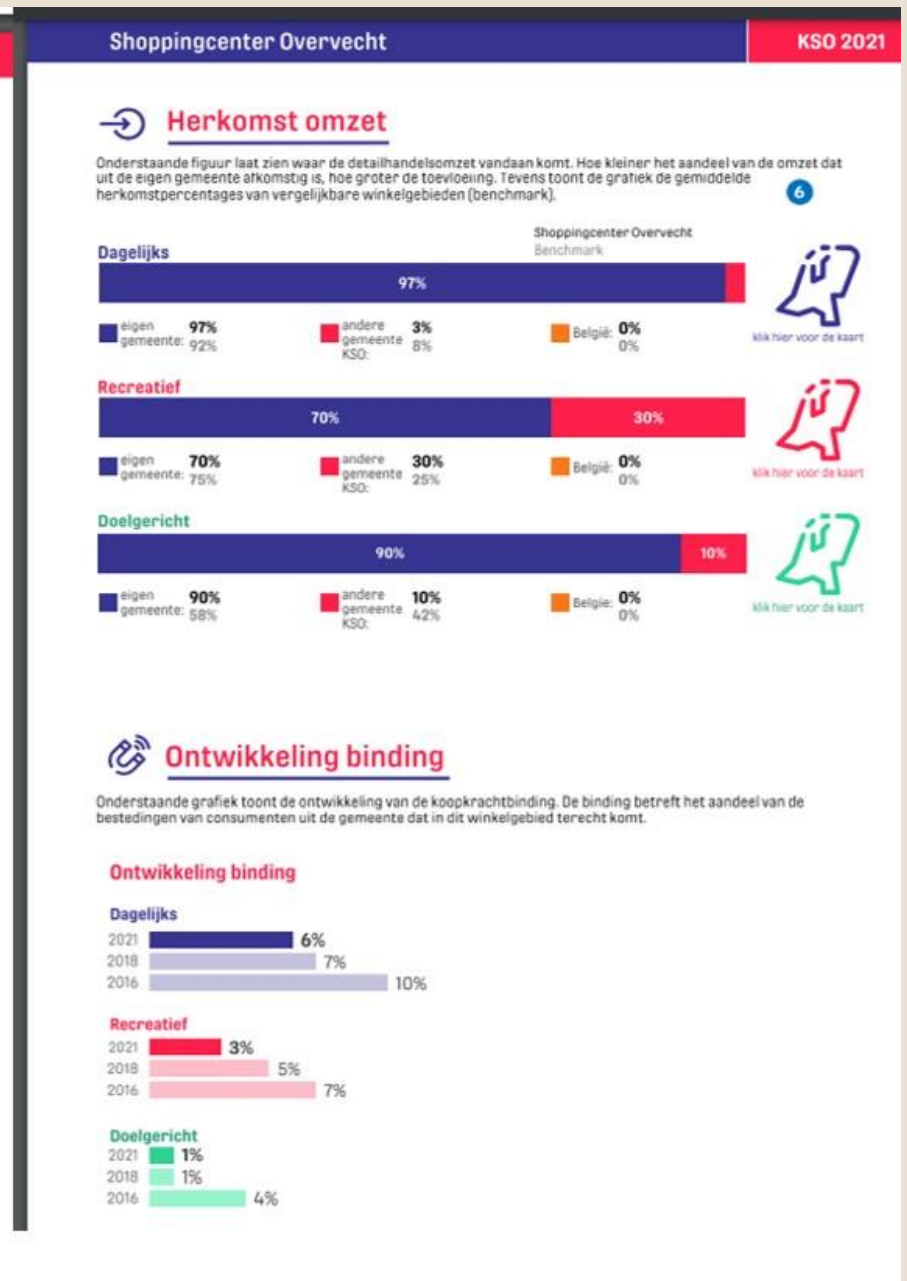 Shoppingcenter Overvecht
KSO 2021
Herkomst omzet
Onderstaande figuur laat zien waar de detailhandelsomzet vandaan komt. Hoe kleiner het aandeel van de omzet dat
uit de eigen gemeente afkomstig is, hoe groter de toevloeiing. Tevens toont de grafiek de gemiddelde
herkomstpercentages van vergelijkbare winkelgebieden (benchmark).
6
Shoppingcenter Overvecht
Benchmark
Dagelijks
97%
eigen gemeente: 97% 92%
andere gemeente KSO: 3% 8%
België: 0% 0%
klik hier voor de kaart
Recreatief
70% 30%
eigen gemeente: 70% 75%
andere gemeente KSO: 30% 25%
België: 0% 0%
klik hier voor de kaart
Doelgericht
90% 10%
eigen gemeente: 90% 58%
andere gemeente KSO: 10% 42%
Belgie: 0% 0%
klik hier voor de kaart
Ontwikkeling binding
Onderstaande grafiek toont de ontwikkeling van de koopkrachtbinding. De binding betreft het aandeel van de
bestedingen van consumenten uit de gemeente dat in dit winkelgebied terecht komt.
Ontwikkeling binding
Dagelijks
2021 6%
2018 7%
2016 10%
Recreatief
2021 3%
2018 5%
2016 7%
Doelgericht
2021 1%
2018 1%
2016 4%